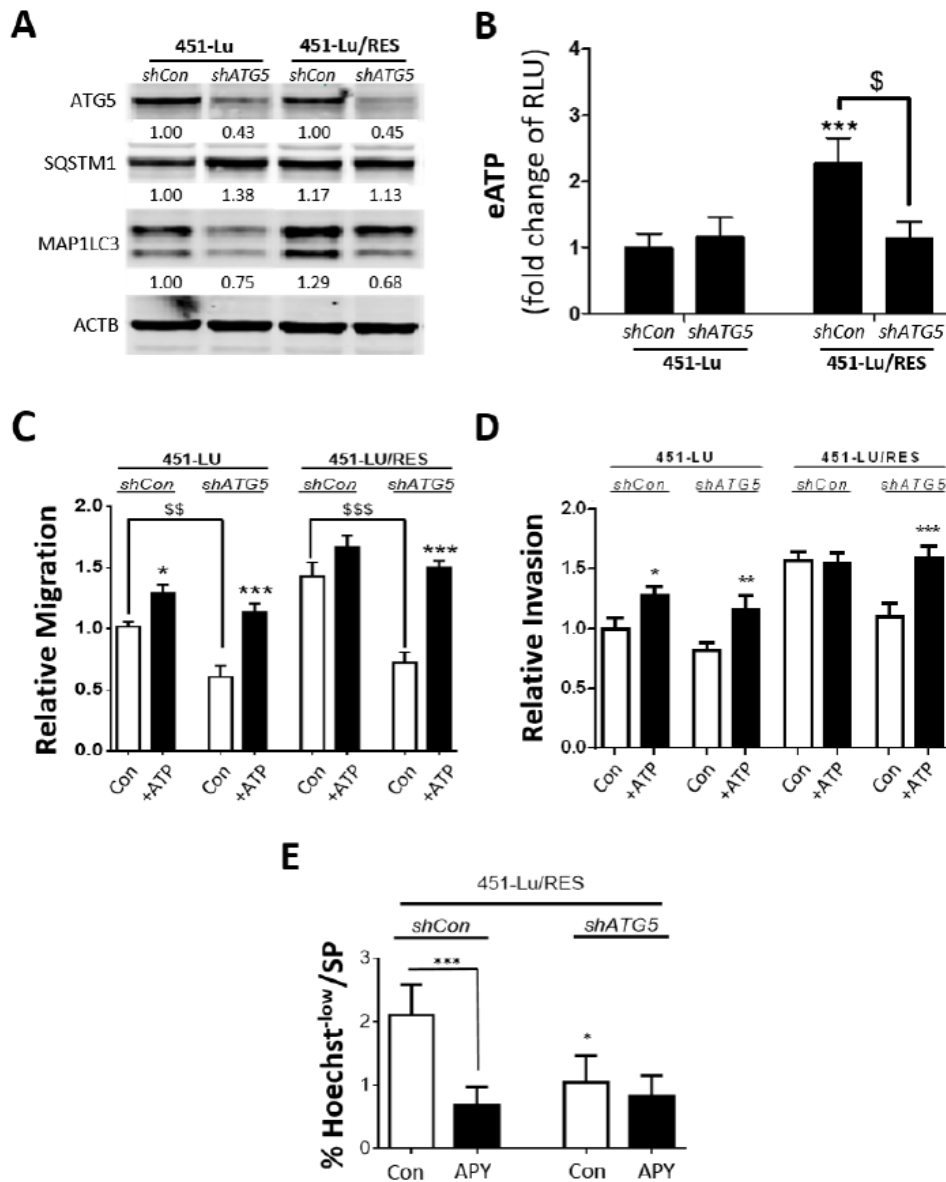 A
451-Lu 451-Lu/RES
shCon shATG5 shCon shATG5
ATG5
1.00 0.43 1.00 0.45
SQSTM1
1.00 1.38 1.17 1.13
MAP1LC3
1.00 0.75 1.29 0.68
ACTB
B
eATP
(fold change of RLU)
4
3
2
1
0
***
$
shCon shATG5 shCon shATG5
451-Lu 451-Lu/RES
C
451-LU 451-LU/RES
shCon shATG5 shCon shATG5
Relative Migration
2.0
1.5
1.0
0.5
0.0
$$ $$$
* *** ***
Con +ATP Con +ATP Con +ATP Con +ATP
D
451-LU 451-LU/RES
shCon shATG5 shCon shATG5
Relative Invasion
2.0
1.5
1.0
0.5
0.0
* ** ***
Con +ATP Con +ATP Con +ATP Con +ATP
E
451-Lu/RES
shCon shATG5
% Hoechst-low/SP
3
2
1
0
***
*
Con APY Con APY